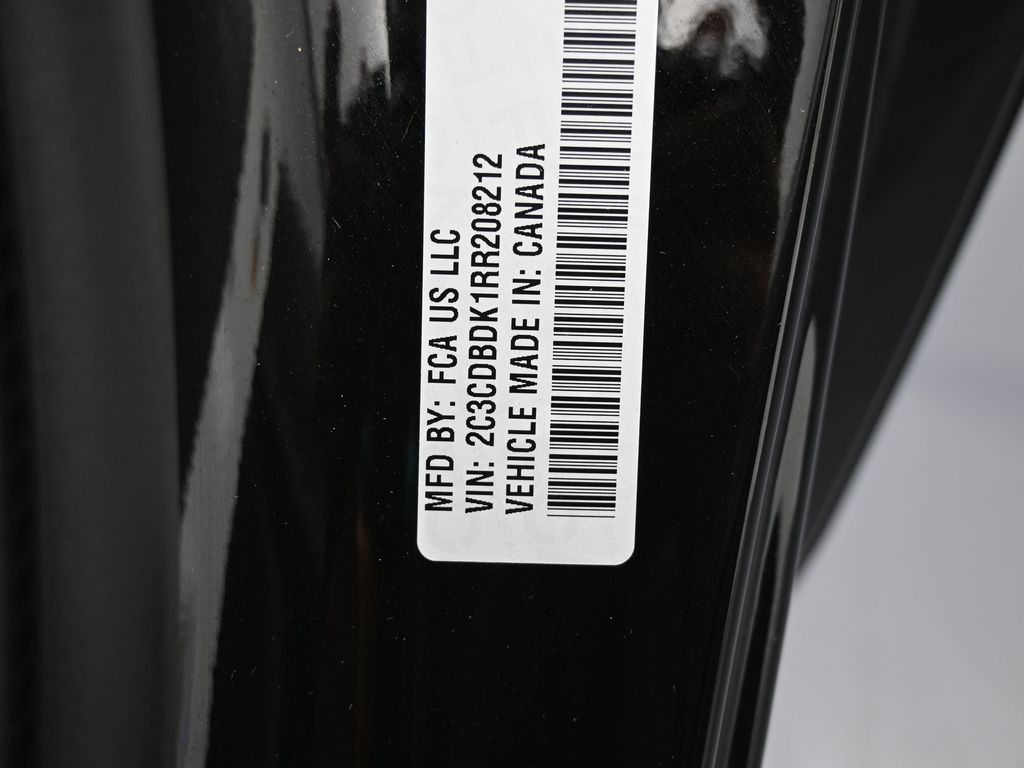 MFD BY: FCA US LLC
VIN: 2C3CDBDK1RR208212
VEHICLE MADE IN: CANADA